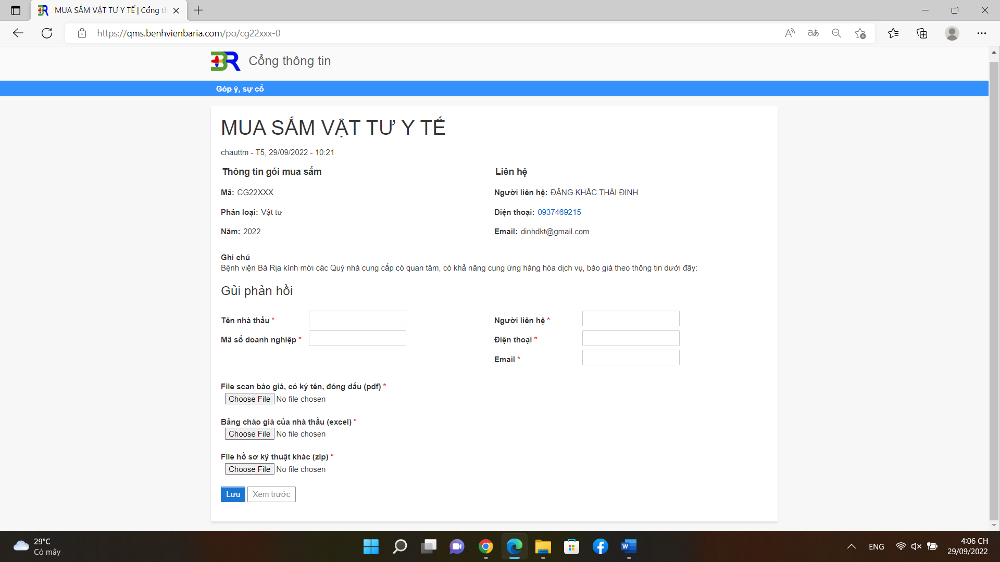 MUA SẮM VẬT TƯ Y TẾ | Cổng th
https://qms.benhvienbaria.com/po/cg22xxx-0
BR Cổng thông tin
Góp ý, sự cố
MUA SẮM VẬT TƯ Y TẾ
chauttm - T5, 29/09/2022 - 10:21
Thông tin gói mua sắm
Mã: CG22XXX
Phân loại: Vật tư
Năm: 2022
Liên hệ
Người liên hệ: ĐẶNG KHẮC THÁI ĐỊNH
Điện thoại: 0937469215
Email: dinhdkt@gmail.com
Ghi chú
Bệnh viện Bà Rịa kính mời các Quý nhà cung cấp có quan tâm, có khả năng cung ứng hàng hóa dịch vụ, báo giá theo thông tin dưới đây:
Gủi phản hồi
Tên nhà thầu *
Mã số doanh nghiệp *
Người liên hệ *
Điện thoại *
Email *
File scan báo giá, có ký tên, đóng dấu (pdf) *
Choose File No file chosen
Bảng chào giá của nhà thầu (excel) *
Choose File No file chosen
File hồ sơ kỹ thuật khác (zip) *
Choose File No file chosen
Lưu Xem trước
29°C
Có mây
ENG
4:06 CH
29/09/2022